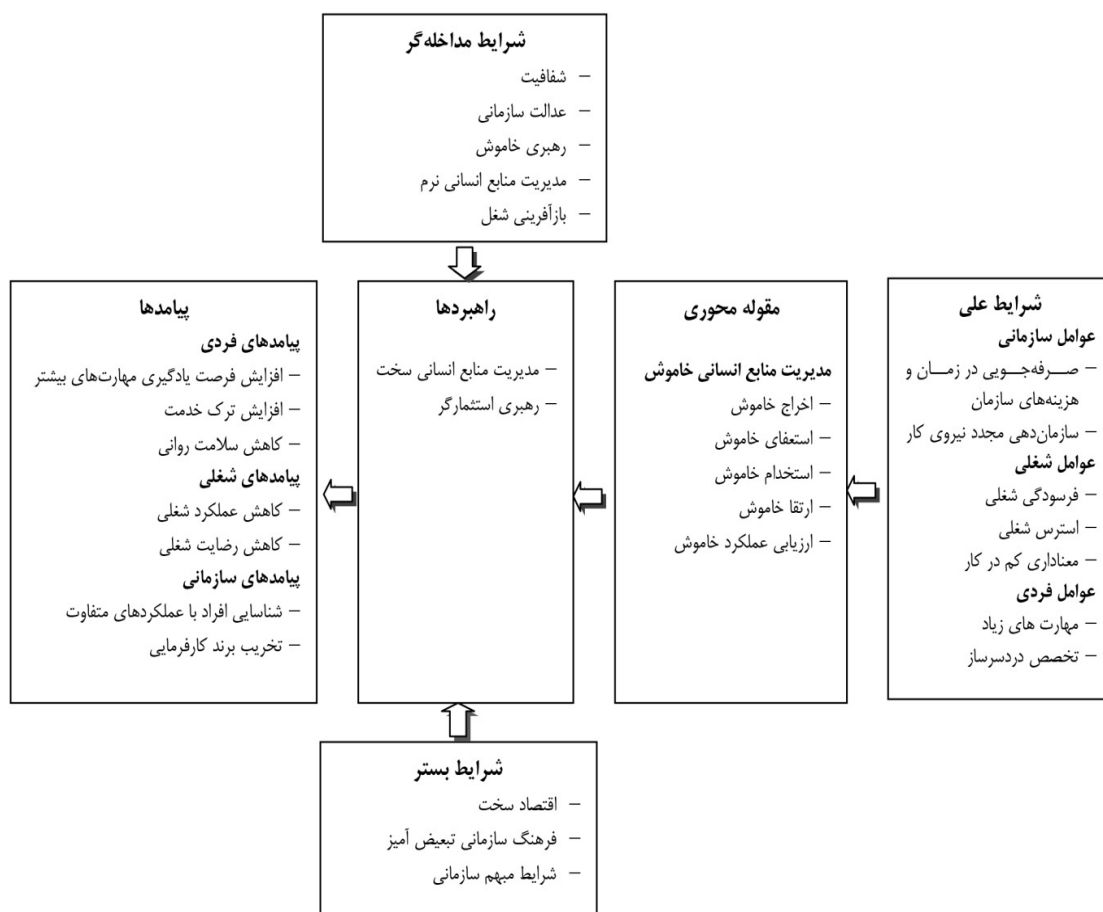 شرایط مداخله‌گر
– شفافیت
– عدالت سازمانی
– رهبری خاموش
– مدیریت منابع انسانی نرم
– بازآفرینی شغل
شرایط علی
عوامل سازمانی
– صـــرفه‌جـــویی در زمـــان و
هزینه‌های سازمان
– سازمان‌دهی مجدد نیروی کار
عوامل شغلی
– فرسودگی شغلی
– استرس شغلی
– معناداری کم در کار
عوامل فردی
– مهارت های زیاد
– تخصص دردسرساز
مقوله محوری
مدیریت منابع انسانی خاموش
– اخراج خاموش
– استعفای خاموش
– استخدام خاموش
– ارتقا خاموش
– ارزیابی عملکرد خاموش
راهبردها
– مدیریت منابع انسانی سخت
– رهبری استثمارگر
پیامدها
پیامدهای فردی
– افزایش فرصت یادگیری مهارت‌های بیشتر
– افزایش ترک خدمت
– کاهش سلامت روانی
پیامدهای شغلی
– کاهش عملکرد شغلی
– کاهش رضایت شغلی
پیامدهای سازمانی
– شناسایی افراد با عملکردهای متفاوت
– تخریب برند کارفرمایی
شرایط بستر
– اقتصاد سخت
– فرهنگ سازمانی تبعیض آمیز
– شرایط مبهم سازمانی